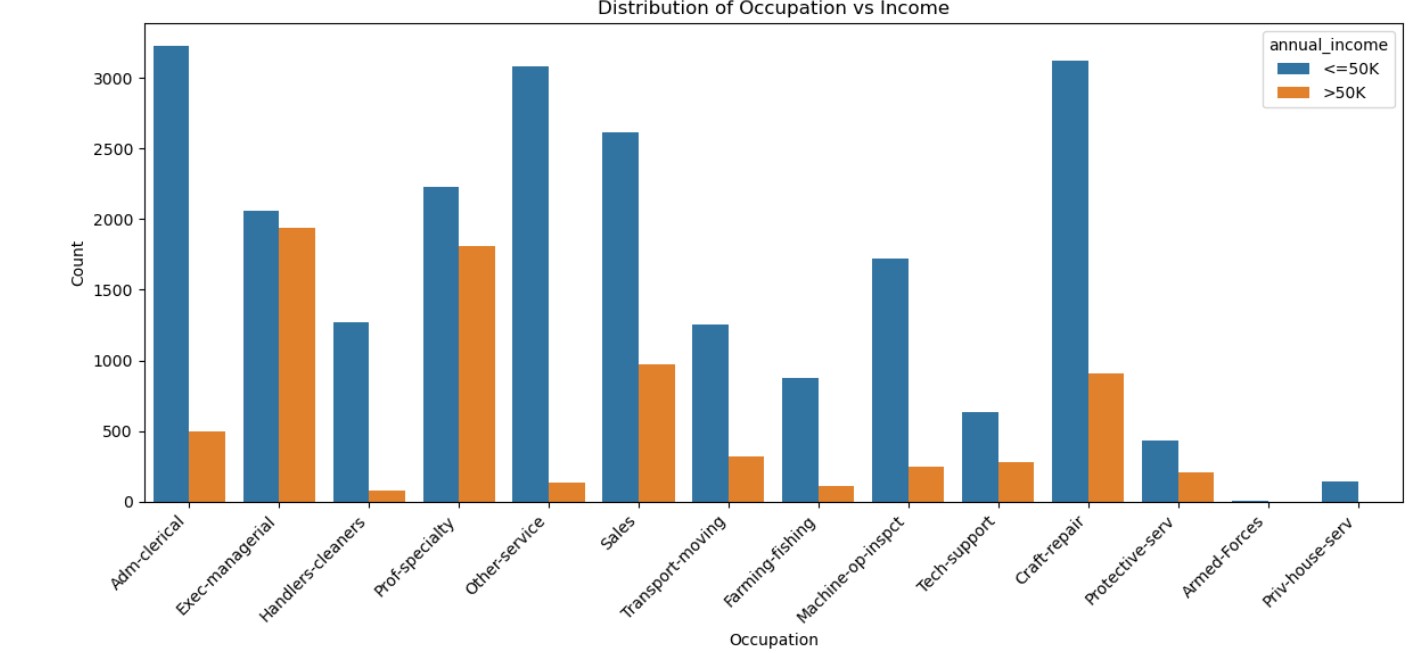 Distribution of Occupation vs Income
annual_income
<=50K
>50K
3000
2500
2000
1500
1000
500
0
Count
Adm-clerical
Exec-managerial
Handlers-cleaners
Prof-specialty
Other-service
Sales
Transport-moving
Farming-fishing
Machine-op-inspct
Tech-support
Craft-repair
Protective-serv
Armed-Forces
Priv-house-serv
Occupation